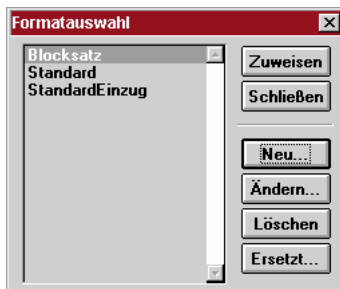 Formatauswahl
Blocksatz
Standard
StandardEinzug
Zuweisen
Schließen
Neu...
Ändern...
Löschen
Ersetzt...